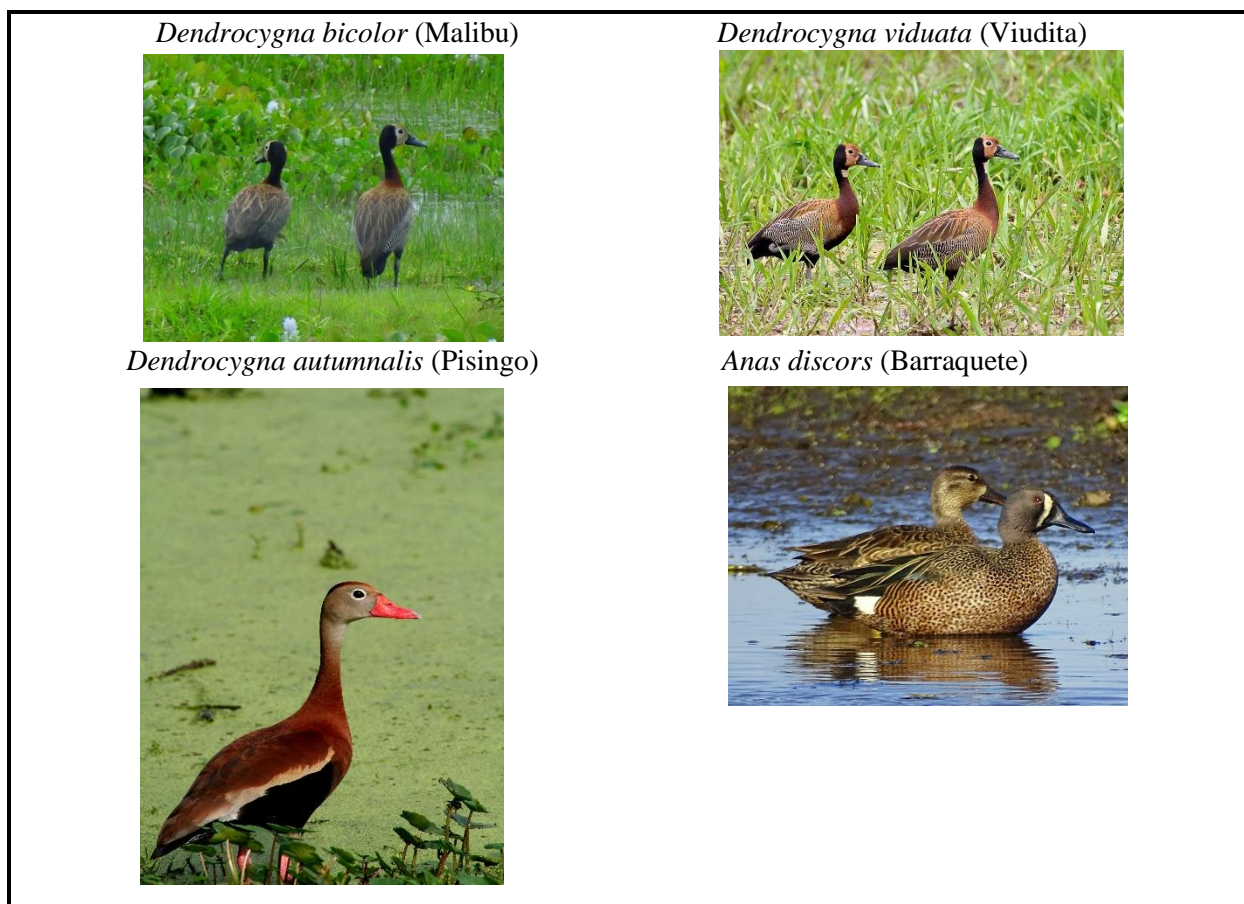 Dendrocygna bicolor (Malibu)
Dendrocygna viduata (Viudita)
Dendrocygna autumnalis (Pisingo)
Anas discors (Barraquete)